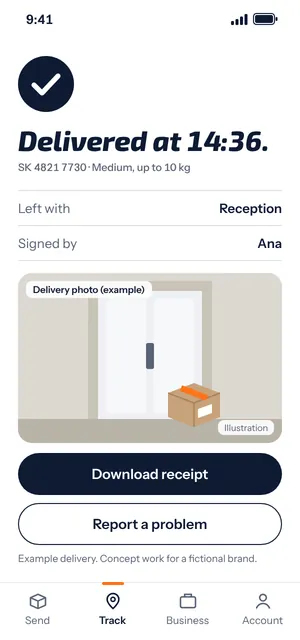 9:41
Delivered at 14:36.
SK 4821 7730 · Medium, up to 10 kg
Left with Reception
Signed by Ana
Delivery photo (example)
Illustration
Download receipt
Report a problem
Example delivery. Concept work for a fictional brand.
Send Track Business Account